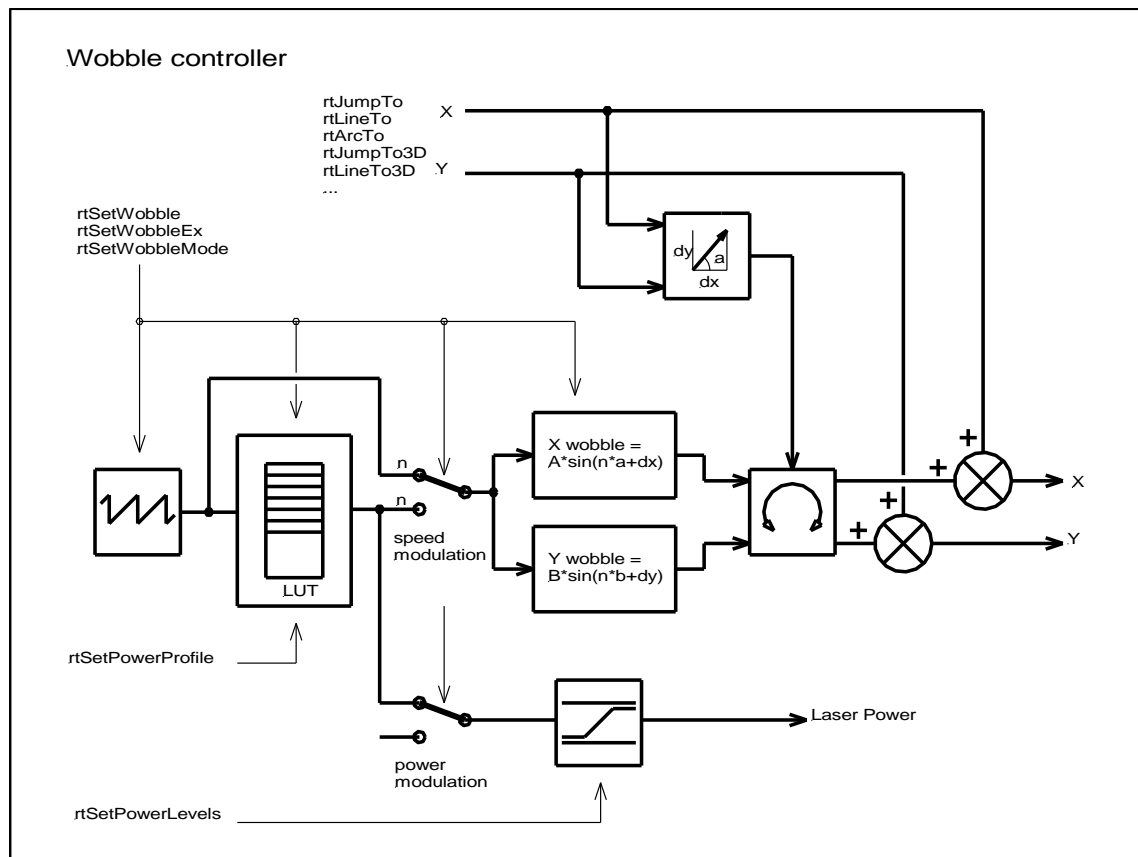 Wobble controller
rtJumpTo
rtLineTo
rtArcTo
rtJumpTo3D
rtLineTo3D
...
X
Y
rtSetWobble
rtSetWobbleEx
rtSetWobbleMode
dy
a
dx
n
n
speed
modulation
X wobble =
A*sin(n*a+dx)
Y wobble =
B*sin(n*b+dy)
+
+
+
+
X
Y
LUT
rtSetPowerProfile
Laser Power
power
modulation
rtSetPowerLevels